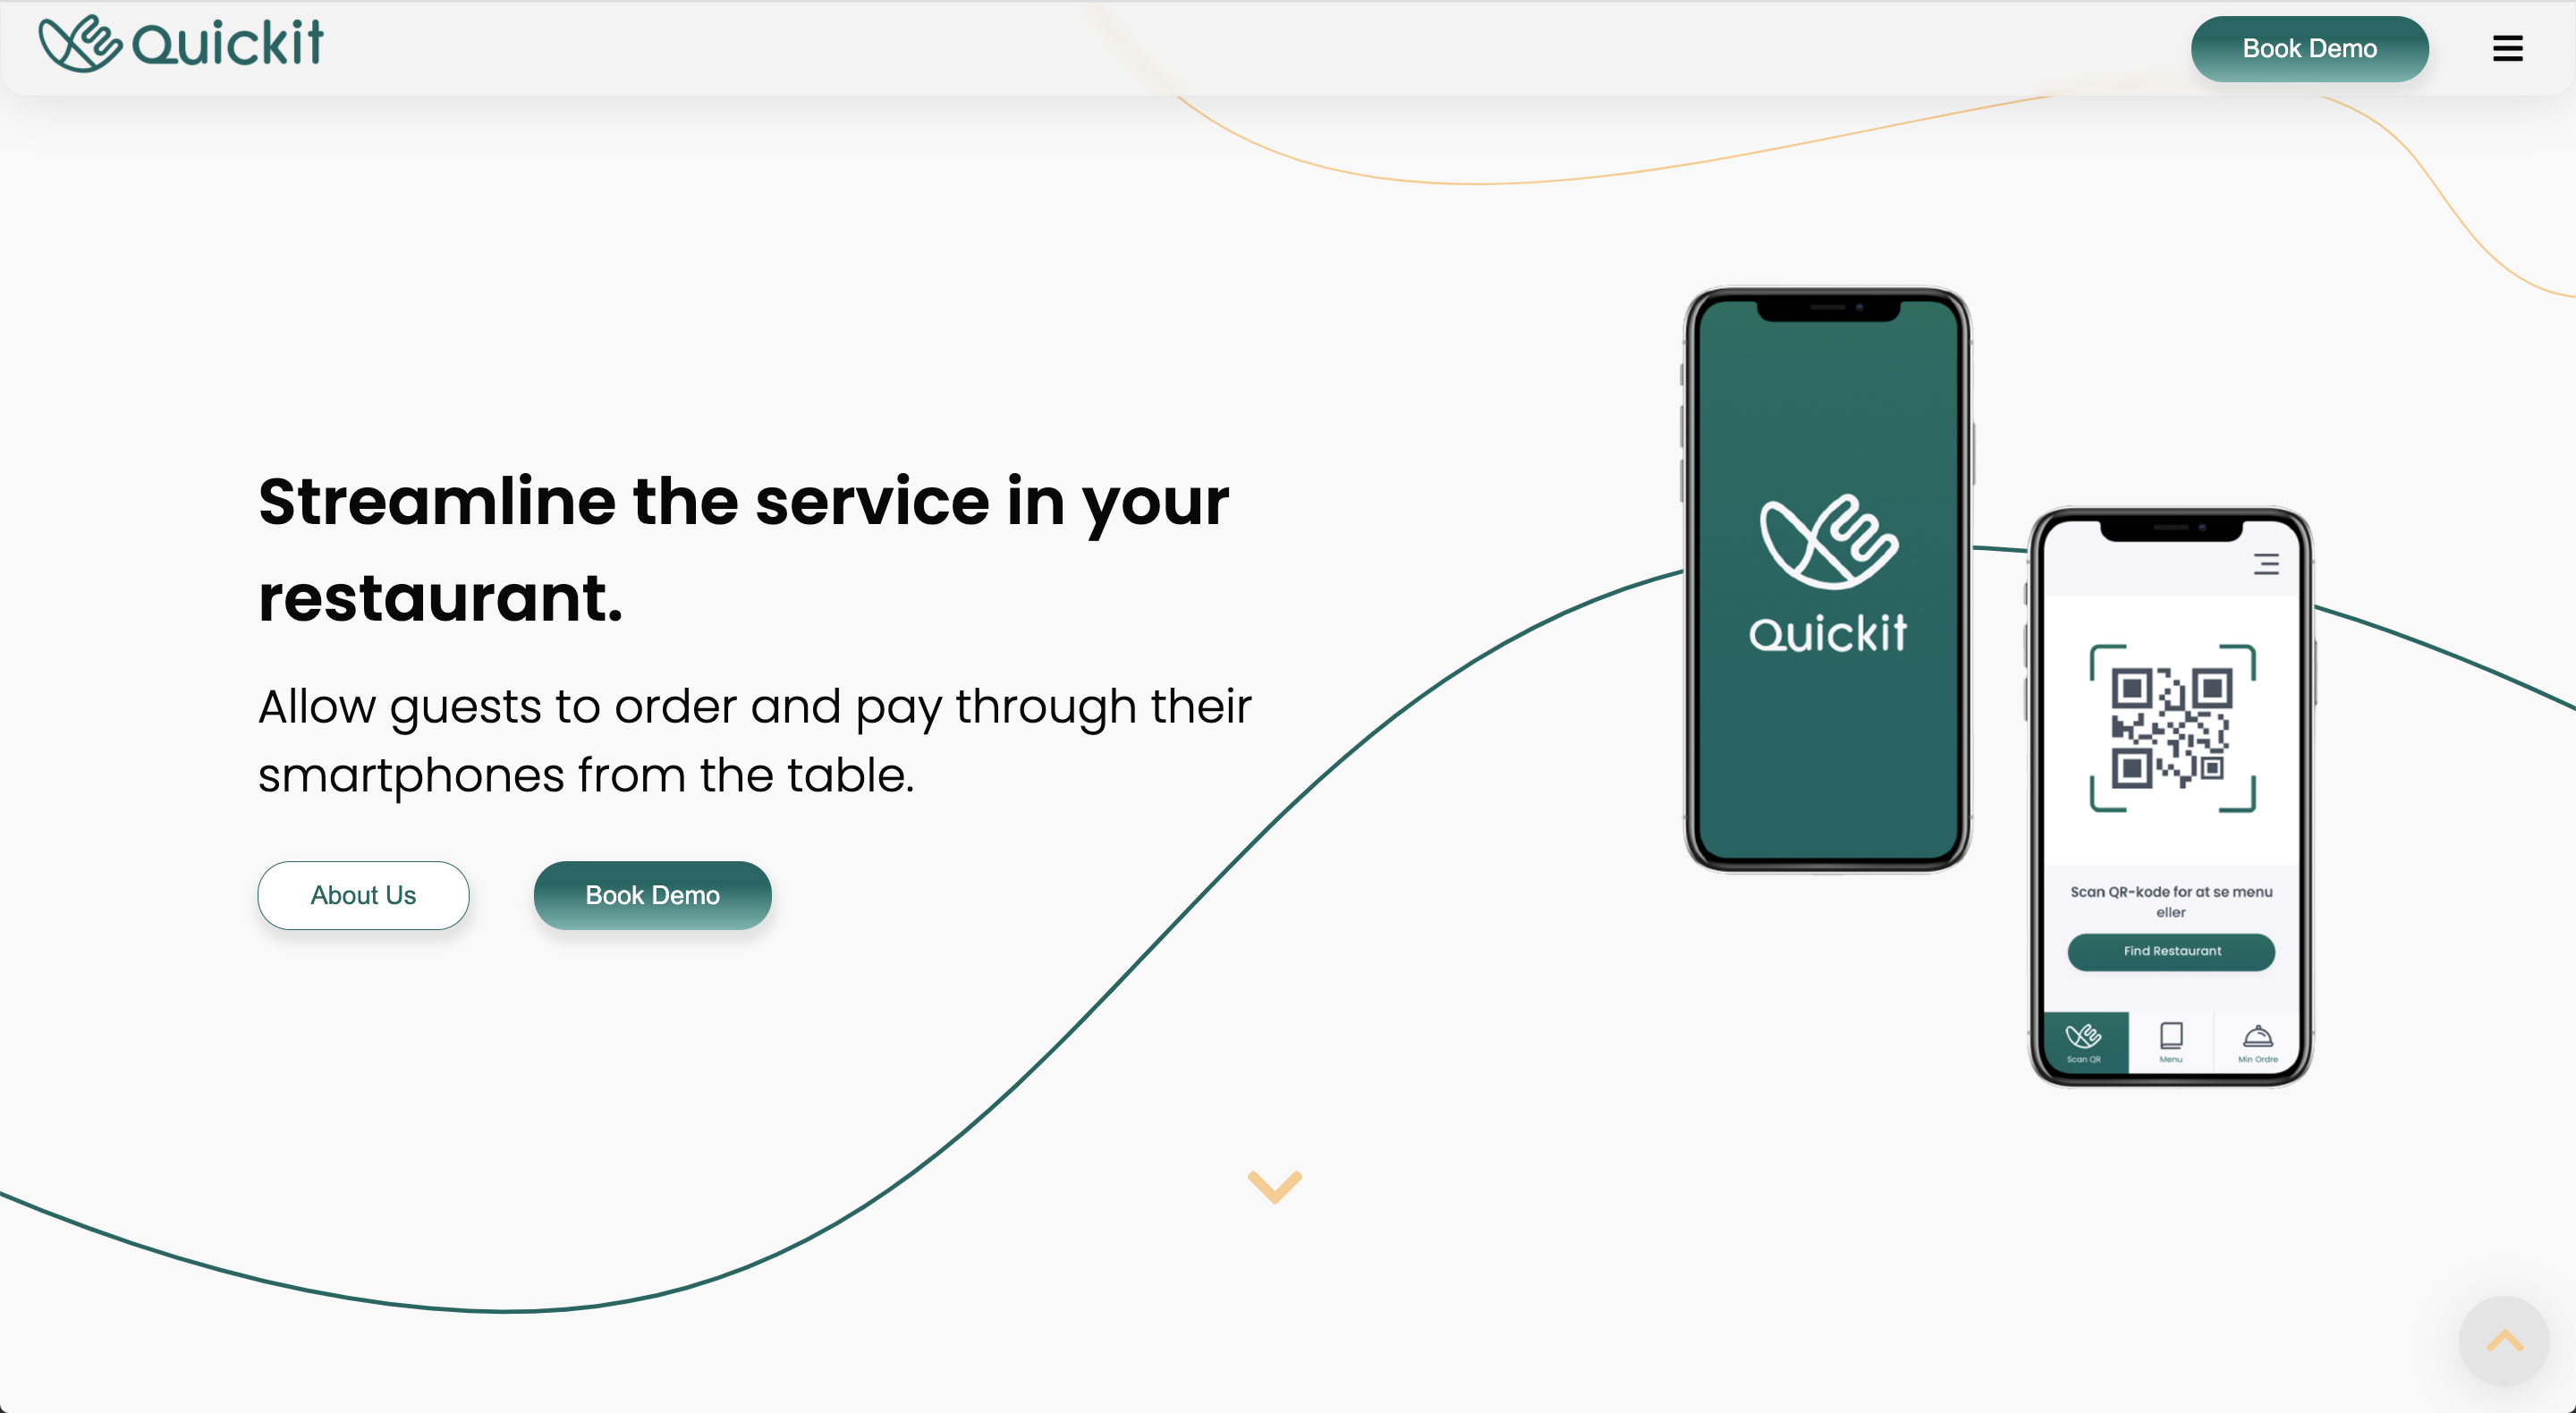 Quickit
Book Demo
Streamline the service in your
restaurant.
Allow guests to order and pay through their
smartphones from the table.
About Us
Book Demo
Quickit
Scan QR-kode for at se menu
eller
Find Restaurant
Scan QR
Menu
Min Ordre